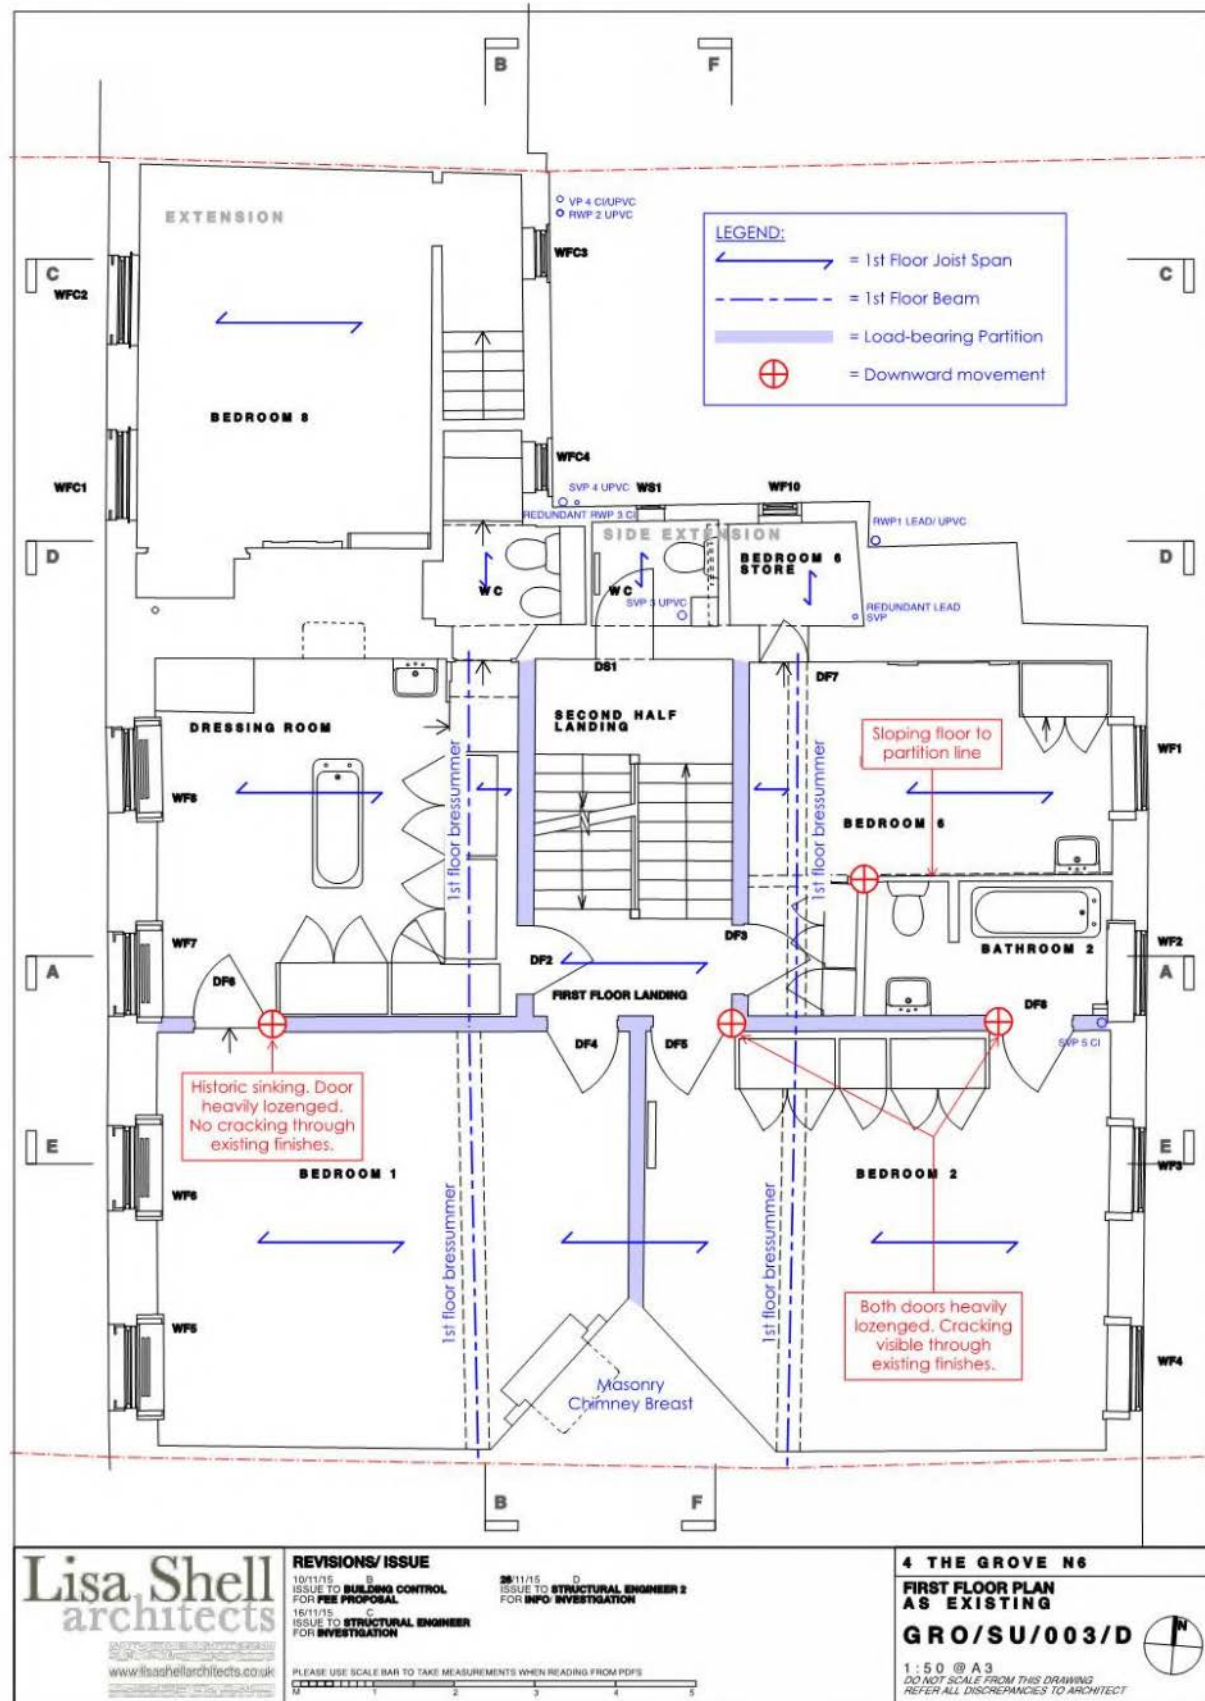 B
F
EXTENSION
VP 4 CI/UPVC
RWP 2 UPVC
LEGEND:
= 1st Floor Joist Span
= 1st Floor Beam
= Load-bearing Partition
= Downward movement
WFC3
C
WFC2
C
BEDROOM 8
WFC4
WFC1
SVP 4 UPVC
WS1
WF10
REDUNDANT RWP 3 CI
SIDE EXTENSION
RWP1 LEAD/ UPVC
D
D
BEDROOM 6
STORE
WC
WC
SVP 3 UPVC
REDUNDANT LEAD
SVP
DS1
DF7
DRESSING ROOM
SECOND HALF
LANDING
Sloping floor to
partition line
WF1
WF8
1st floor bressummer
1st floor bressummer
BEDROOM 6
WF7
DF2
DF3
BATHROOM 2
WF2
A
DF6
A
FIRST FLOOR LANDING
DF8
DF4
DF5
SVP 5 CI
Historic sinking. Door
heavily lozenged.
No cracking through
existing finishes.
E
E
BEDROOM 1
BEDROOM 2
WF3
WF6
1st floor bressummer
1st floor bressummer
Both doors heavily
lozenged. Cracking
visible through
existing finishes.
WF5
WF4
Masonry
Chimney Breast
B
F
Lisa Shell
architects
www.lisashellarchitects.co.uk
REVISIONS/ ISSUE
10/11/15 B
ISSUE TO BUILDING CONTROL
FOR FEE PROPOSAL
16/11/15 C
ISSUE TO STRUCTURAL ENGINEER
FOR INVESTIGATION
26/11/15 D
ISSUE TO STRUCTURAL ENGINEER 2
FOR INFO/ INVESTIGATION
PLEASE USE SCALE BAR TO TAKE MEASUREMENTS WHEN READING FROM PDFS
M 1 2 3 4 5
4 THE GROVE N6
FIRST FLOOR PLAN
AS EXISTING
GRO/SU/003/D
N
1:50 @ A3
DO NOT SCALE FROM THIS DRAWING
REFER ALL DISCREPANCIES TO ARCHITECT